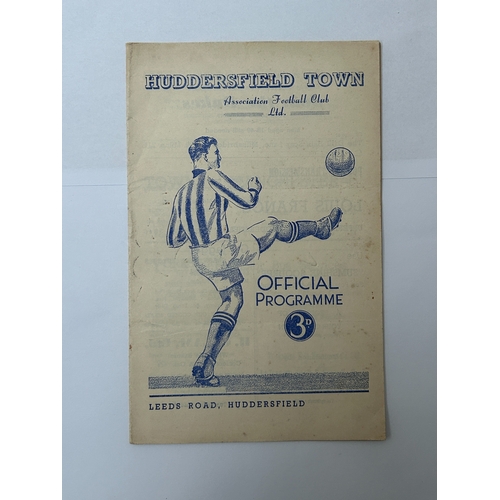 HUDDERSFIELD TOWN
Association Football Club
Ltd.
OFFICIAL
PROGRAMME
3D
LEEDS ROAD, HUDDERSFIELD